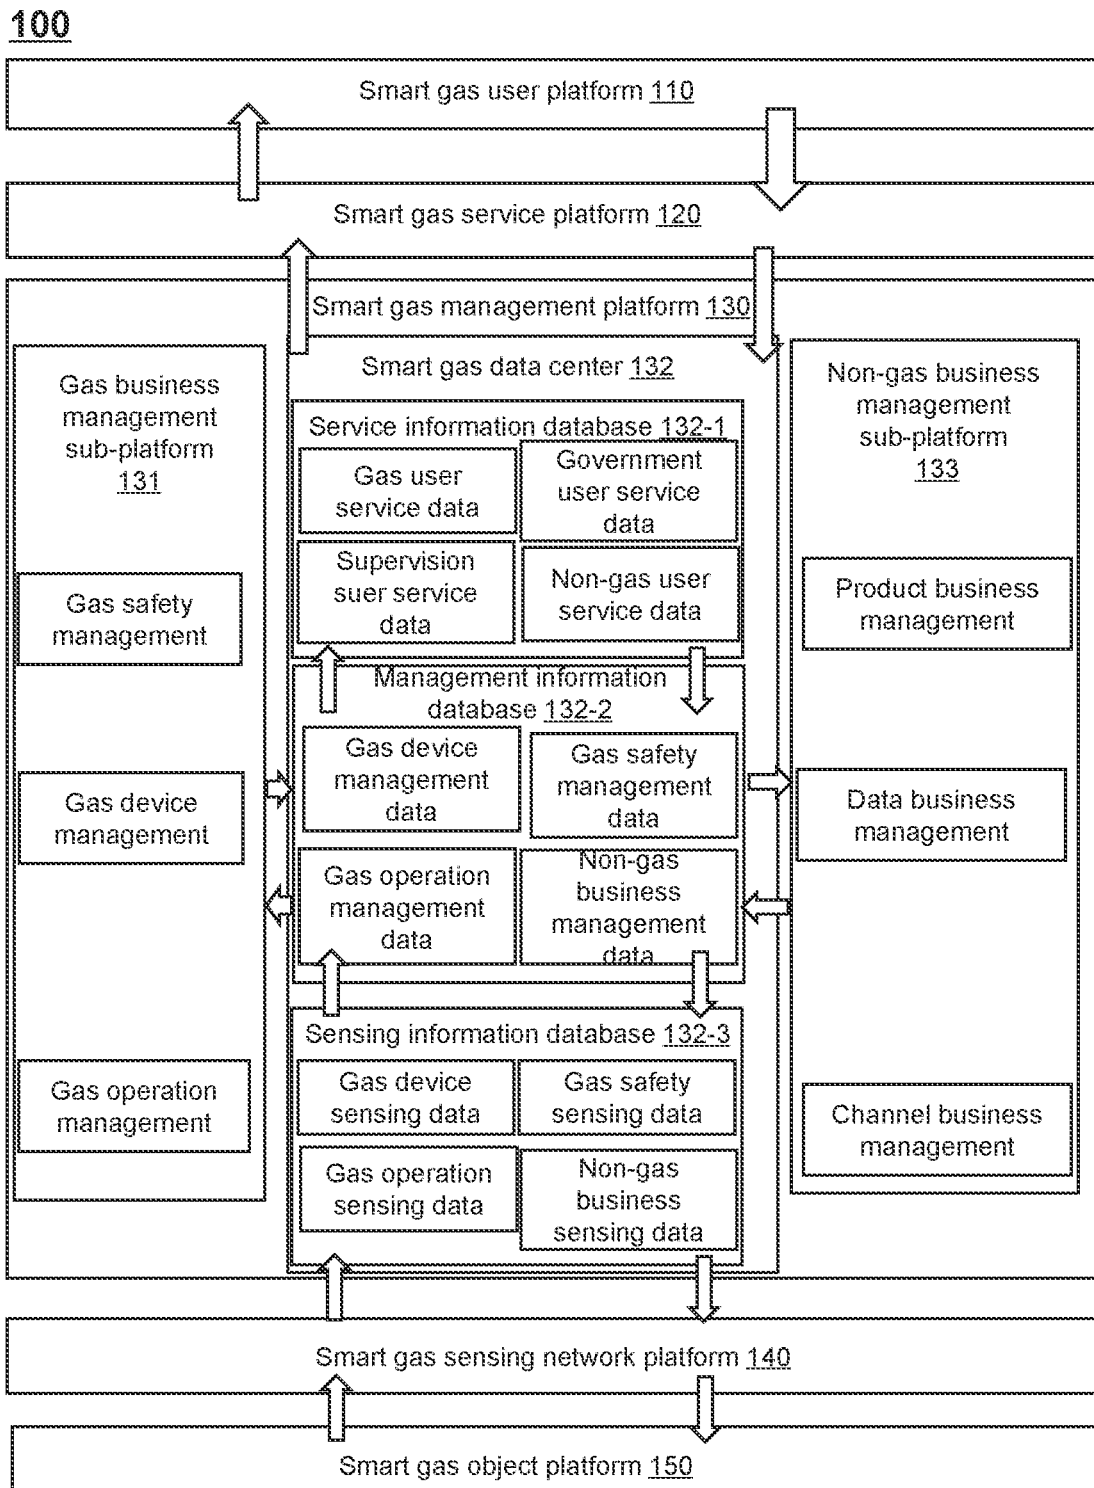 100
Smart gas user platform 110
Smart gas service platform 120
Smart gas management platform 130
Gas business
management
sub-platform
131
Gas safety
management
Gas device
management
Gas operation
management
Smart gas data center 132
Service information database 132-1
Gas user
service data
Government
user service
data
Supervision
suer service
data
Non-gas user
service data
Management information
database 132-2
Gas device
management
data
Gas safety
management
data
Gas operation
management
data
Non-gas
business
management
data
Sensing information database 132-3
Gas device
sensing data
Gas safety
sensing data
Gas operation
sensing data
Non-gas
business
sensing data
Non-gas business
management
sub-platform
133
Product business
management
Data business
management
Channel business
management
Smart gas sensing network platform 140
Smart gas object platform 150